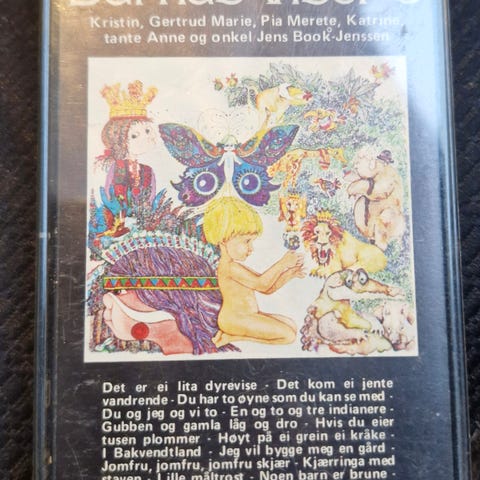 Kristin, Gertrud Marie, Pia Merete, Katrine,
tante Anne og onkel Jens Book-Jenssen
Det er ei lita dyrevise - Det kom ei jente
vandrende - Du har to øyne som du kan se med -
Du og jeg og vi to - En og to og tre indianere -
Gubben og gamla låg og dro - Hvis du eier
tusen plommer - Høyt på ei grein ei kråke -
I Bakvendtland - Jeg vil bygge meg en gård -
Jomfru, jomfru, jomfru skjær - Kjærringa med
staven - Lille måltrost - Noen barn er brune -